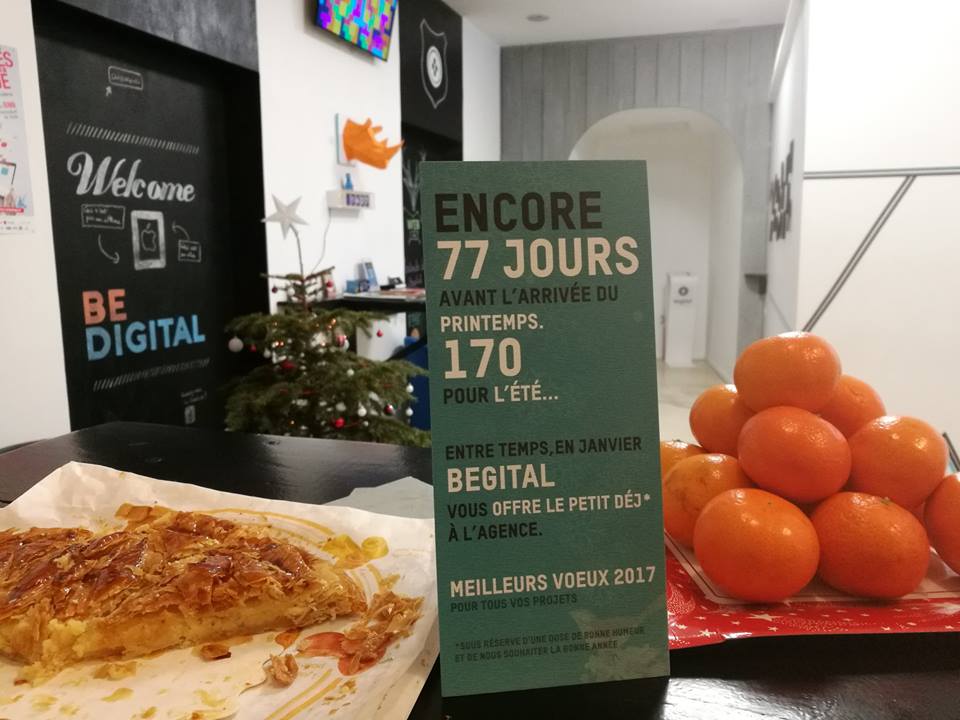 Welcome
BE
DIGITAL
ENCORE
77 JOURS
AVANT L'ARRIVÉE DU
PRINTEMPS.
170
POUR L'ÉTÉ...
ENTRE TEMPS, EN JANVIER
BEGITAL
VOUS OFFRE LE PETIT DÉJ*
À L'AGENCE.
MEILLEURS VOEUX 2017
POUR TOUS VOS PROJETS
*SOUS RÉSERVE D'UNE DOSE DE BONNE HUMEUR
ET DE NOUS SOUHAITER LA BONNE ANNÉE